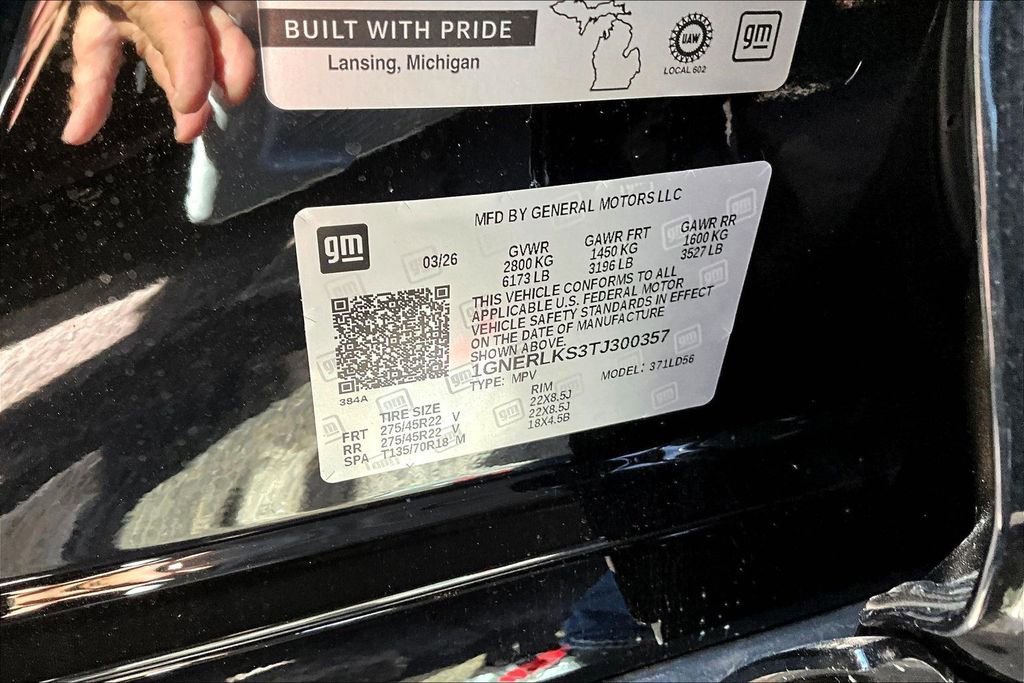 BUILT WITH PRIDE
Lansing, Michigan
UAW
LOCAL 602
gm
MFD BY GENERAL MOTORS LLC
gm
03/26
GVWR GAWR FRT GAWR RR
2800 KG 1450 KG 1600 KG
6173 LB 3196 LB 3527 LB
THIS VEHICLE CONFORMS TO ALL
APPLICABLE U.S. FEDERAL MOTOR
VEHICLE SAFETY STANDARDS IN EFFECT
ON THE DATE OF MANUFACTURE
SHOWN ABOVE.
1GNERLKS3TJ300357
TYPE: MPV MODEL: 371LD56
384A
TIRE SIZE RIM
FRT 275/45R22 V 22X8.5J
RR 275/45R22 V 22X8.5J
SPA T135/70R18 M 18X4.5B